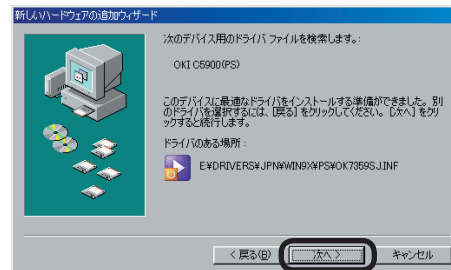 新しいハードウェアの追加ウィザード
次のデバイス用のドライバ ファイルを検索します。:
OKI C5900(PS)
このデバイスに最適なドライバをインストールする準備ができました。別
のドライバを選択するには、[戻る] をクリックしてください。[次へ] をクリ
ックすると続行します。
ドライバのある場所:
E:¥DRIVERS¥JPN¥WIN9X¥PS¥OK7359SJ.INF
< 戻る(B)
次へ >
キャンセル